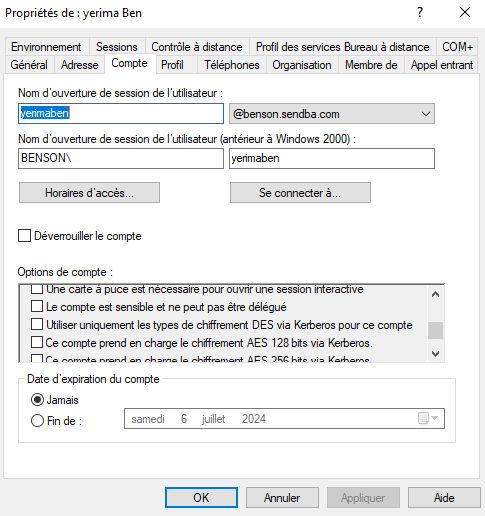 Propriétés de : yerima Ben
?
Environnement Sessions Contrôle à distance Profil des services Bureau à distance COM+
Général Adresse Compte Profil Téléphones Organisation Membre de Appel entrant
Nom d'ouverture de session de l'utilisateur :
yerimaben @benson.sendba.com
Nom d'ouverture de session de l'utilisateur (antérieur à Windows 2000) :
BENSON\ yerimaben
Horaires d'accès... Se connecter à...
Déverrouiller le compte
Options de compte :
Une carte à puce est nécessaire pour ouvrir une session interactive
Le compte est sensible et ne peut pas être délégué
Utiliser uniquement les types de chiffrement DES via Kerberos pour ce compte
Ce compte prend en charge le chiffrement AES 128 bits via Kerberos.
Ce compte prend en charge le chiffrement AES 256 bits via Kerberos.
Date d'expiration du compte
Jamais
Fin de : samedi 6 juillet 2024
OK Annuler Appliquer Aide